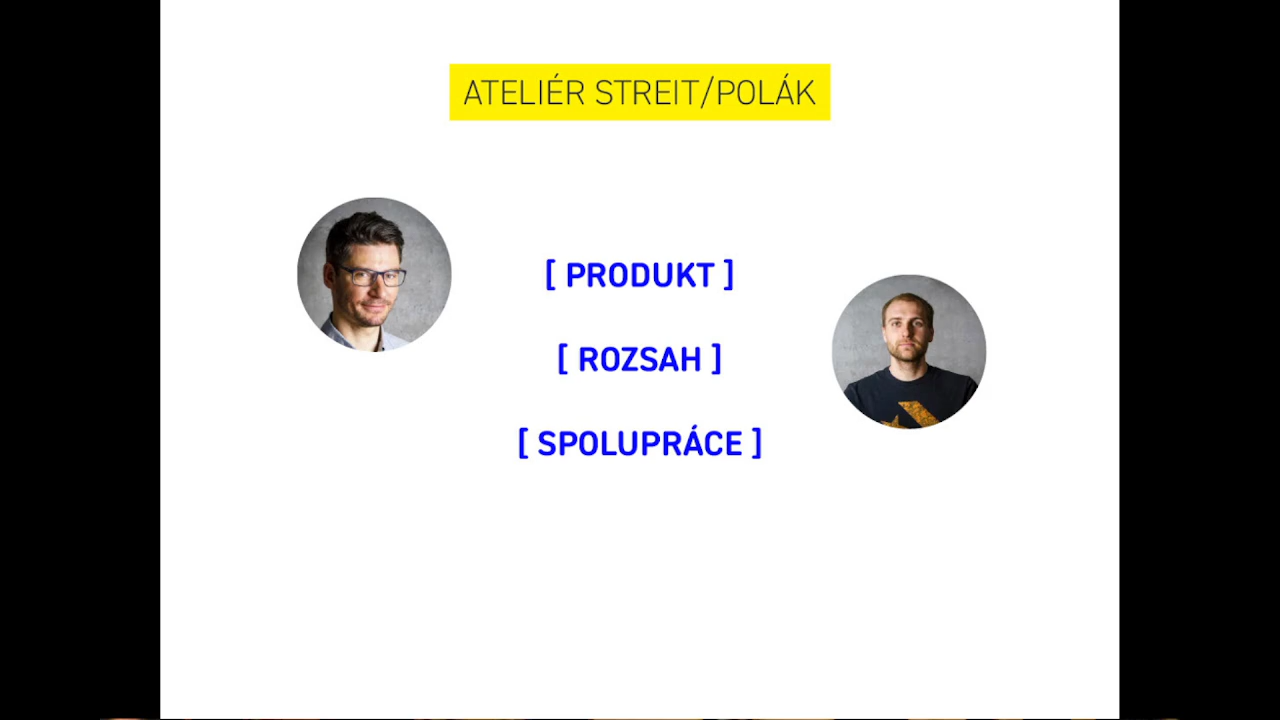 ATELIÉR STREIT/POLÁK
[ PRODUKT ]
[ ROZSAH ]
[ SPOLUPRÁCE ]